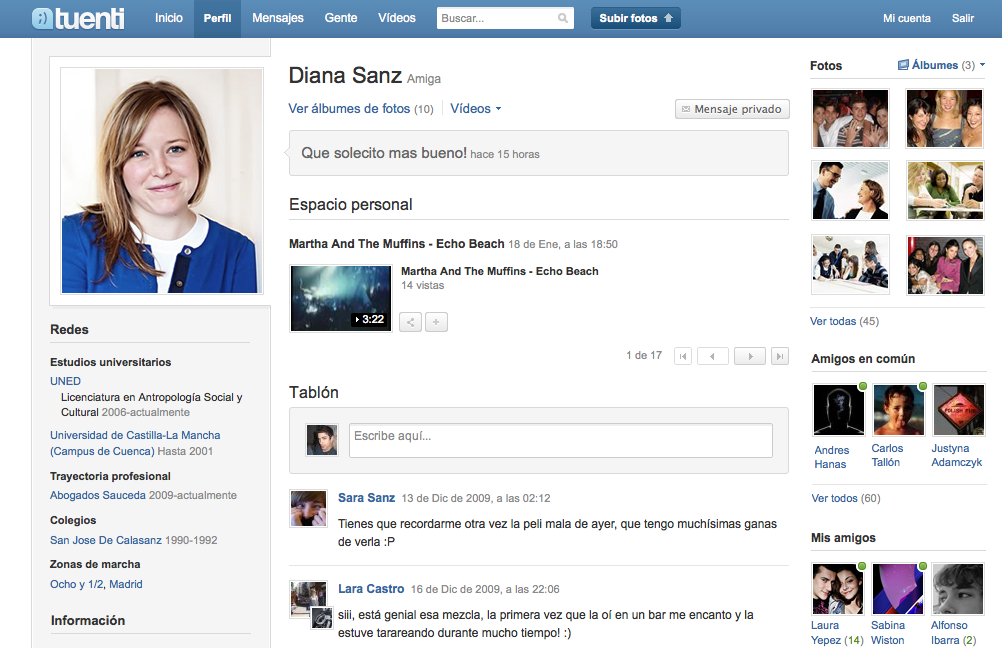 tuenti
Inicio
Perfil
Mensajes
Gente
Vídeos
Buscar...
Subir fotos
Mi cuenta
Salir
Redes
Estudios universitarios
UNED
Licenciatura en Antropología Social y
Cultural 2006-actualmente
Universidad de Castilla-La Mancha
(Campus de Cuenca) Hasta 2001
Trayectoria profesional
Abogados Sauceda 2009-actualmente
Colegios
San Jose De Calasanz 1990-1992
Zonas de marcha
Ocho y 1/2, Madrid
Información
Diana Sanz Amiga
Ver álbumes de fotos (10)
Vídeos
Mensaje privado
Que solecito mas bueno! hace 15 horas
Espacio personal
Martha And The Muffins - Echo Beach 18 de Ene, a las 18:50
3:22
Martha And The Muffins - Echo Beach
14 vistas
1 de 17
Tablón
Escribe aquí...
Sara Sanz 13 de Dic de 2009, a las 02:12
Tienes que recordarme otra vez la peli mala de ayer, que tengo muchísimas ganas
de verla :P
Lara Castro 16 de Dic de 2009, a las 22:06
siii, está genial esa mezcla, la primera vez que la oí en un bar me encanto y la
estuve tarareando durante mucho tiempo! :)
Fotos
Álbumes (3)
Ver todas (45)
Amigos en común
Andres
Hanas
Carlos
Tallón
Justyna
Adamczyk
Ver todos (60)
Mis amigos
Laura
Yepez (14)
Sabina
Wiston
Alfonso
Ibarra (2)